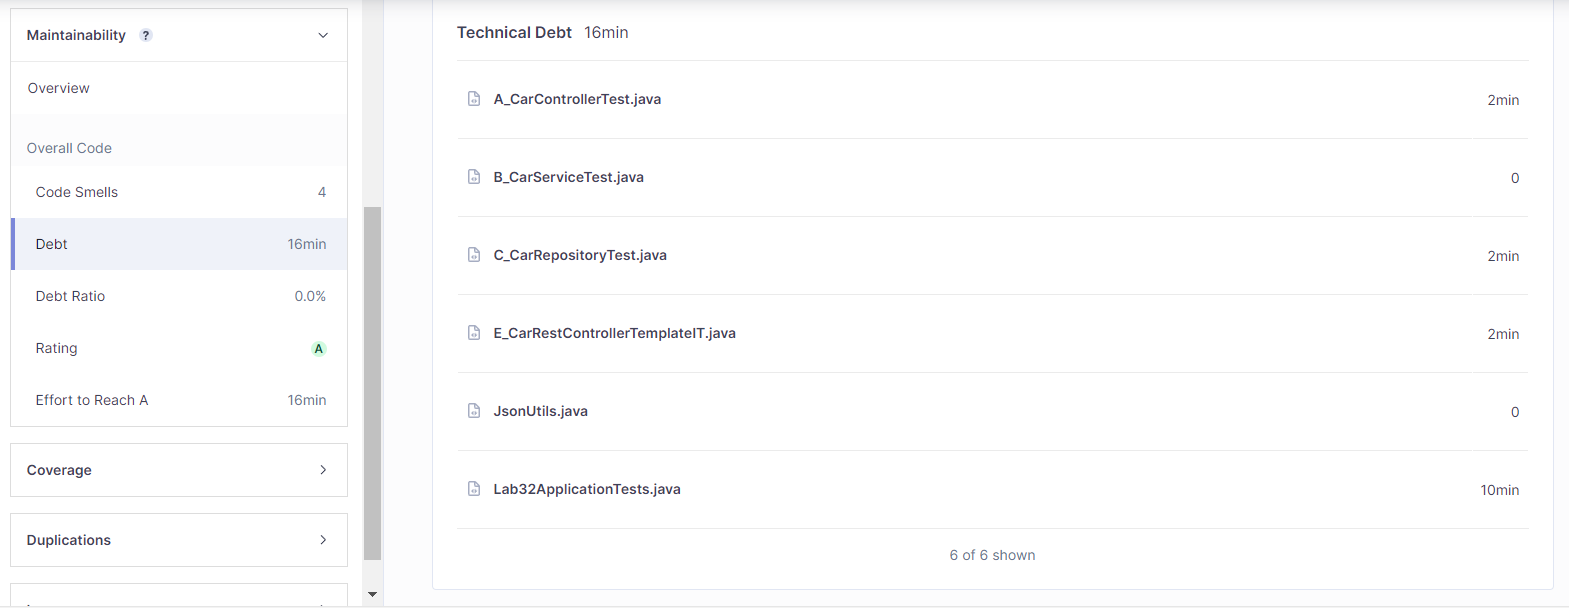 Maintainability ?
Overview
Overall Code
Code Smells 4
Debt 16min
Debt Ratio 0.0%
Rating A
Effort to Reach A 16min
Coverage
Duplications
Technical Debt 16min
A_CarControllerTest.java 2min
B_CarServiceTest.java 0
C_CarRepositoryTest.java 2min
E_CarRestControllerTemplateIT.java 2min
JsonUtils.java 0
Lab32ApplicationTests.java 10min
6 of 6 shown